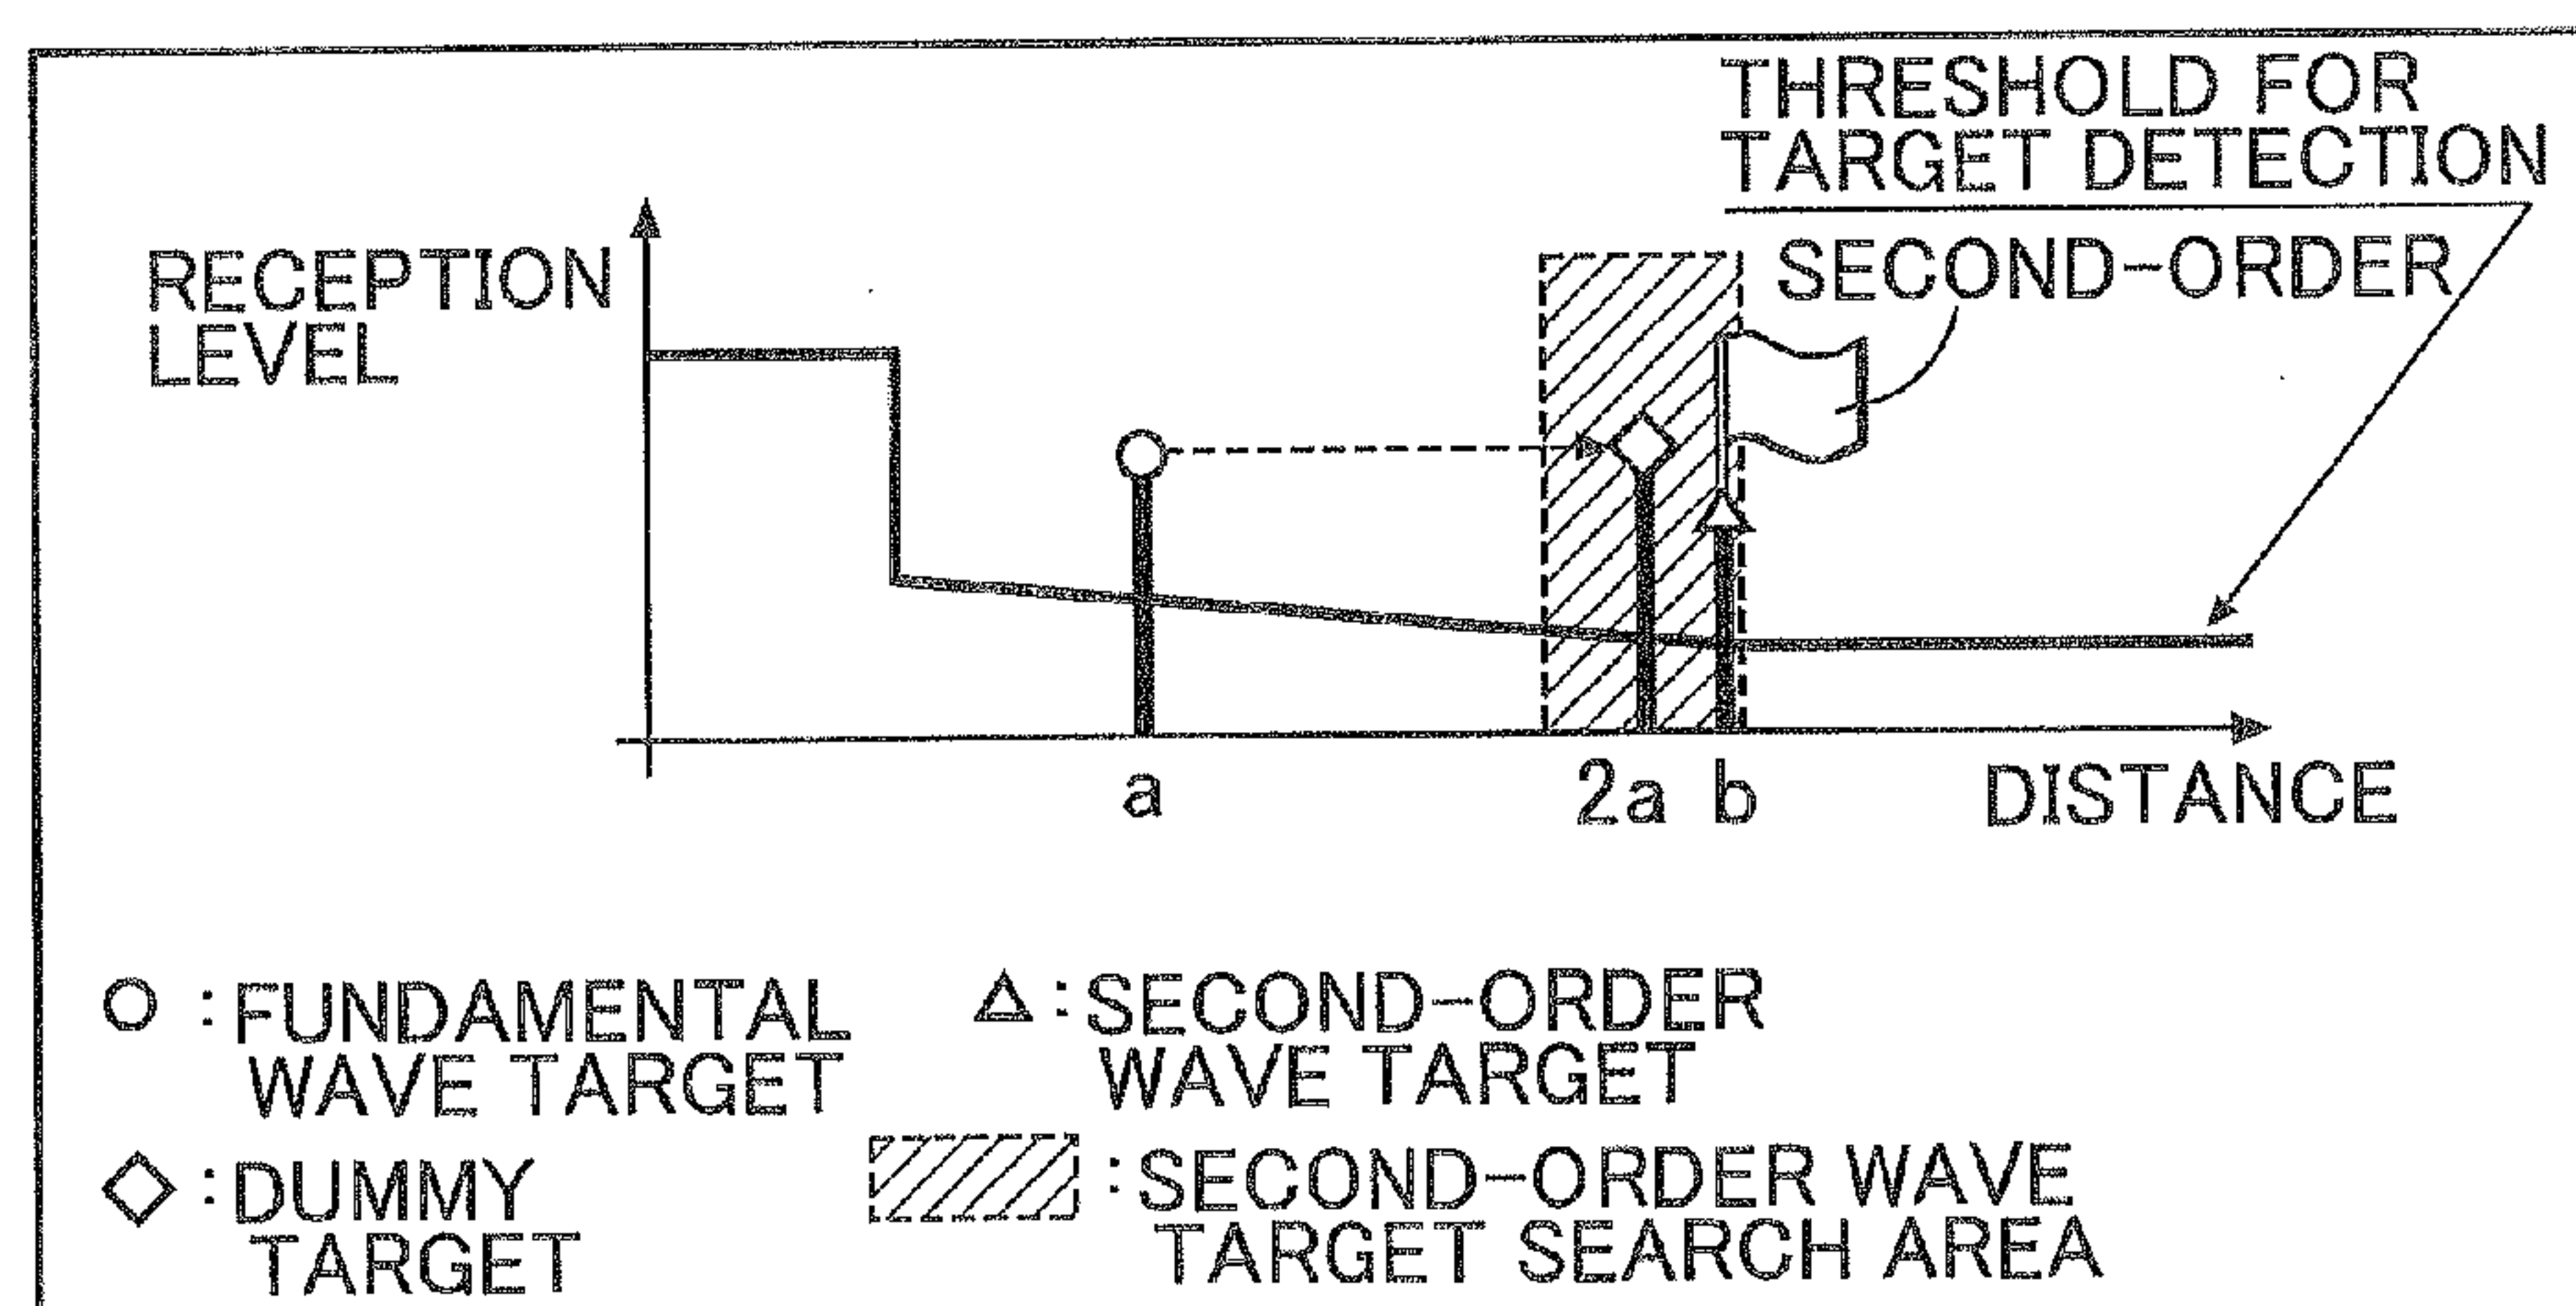 THRESHOLD FOR
TARGET DETECTION
RECEPTION
LEVEL
SECOND-ORDER
a
2a
b
DISTANCE
: FUNDAMENTAL
WAVE TARGET
: SECOND-ORDER
WAVE TARGET
: DUMMY
TARGET
: SECOND-ORDER WAVE
TARGET SEARCH AREA